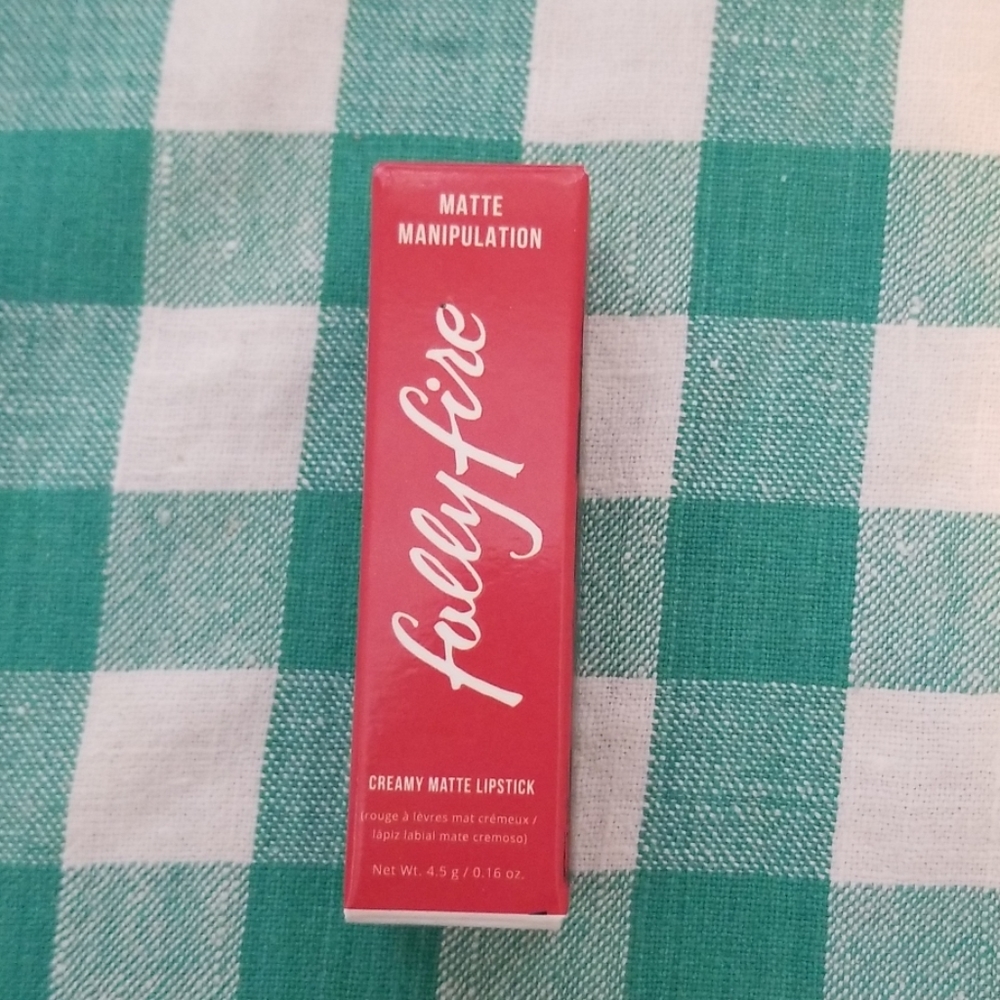 MATTE
MANIPULATION
follyfire
CREAMY MATTE LIPSTICK
(rouge à lèvres mat crémeux /
lápiz labial mate cremoso)
Net Wt. 4.5 g / 0.16 oz.